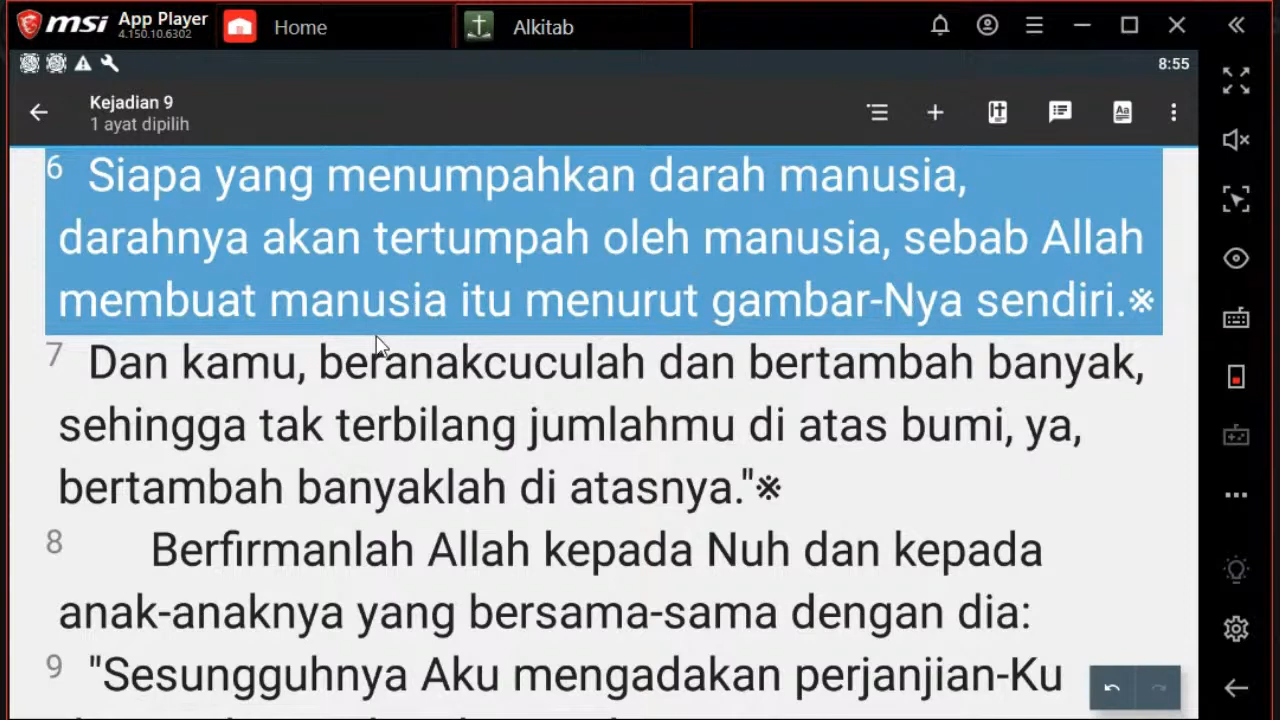 msi App Player
4.150.10.6302
Home
Alkitab
8:55
Kejadian 9
1 ayat dipilih
6 Siapa yang menumpahkan darah manusia,
darahnya akan tertumpah oleh manusia, sebab Allah
membuat manusia itu menurut gambar-Nya sendiri.※
7 Dan kamu, beranakcuculah dan bertambah banyak,
sehingga tak terbilang jumlahmu di atas bumi, ya,
bertambah banyaklah di atasnya."※
8 Berfirmanlah Allah kepada Nuh dan kepada
anak-anaknya yang bersama-sama dengan dia:
9 "Sesungguhnya Aku mengadakan perjanjian-Ku